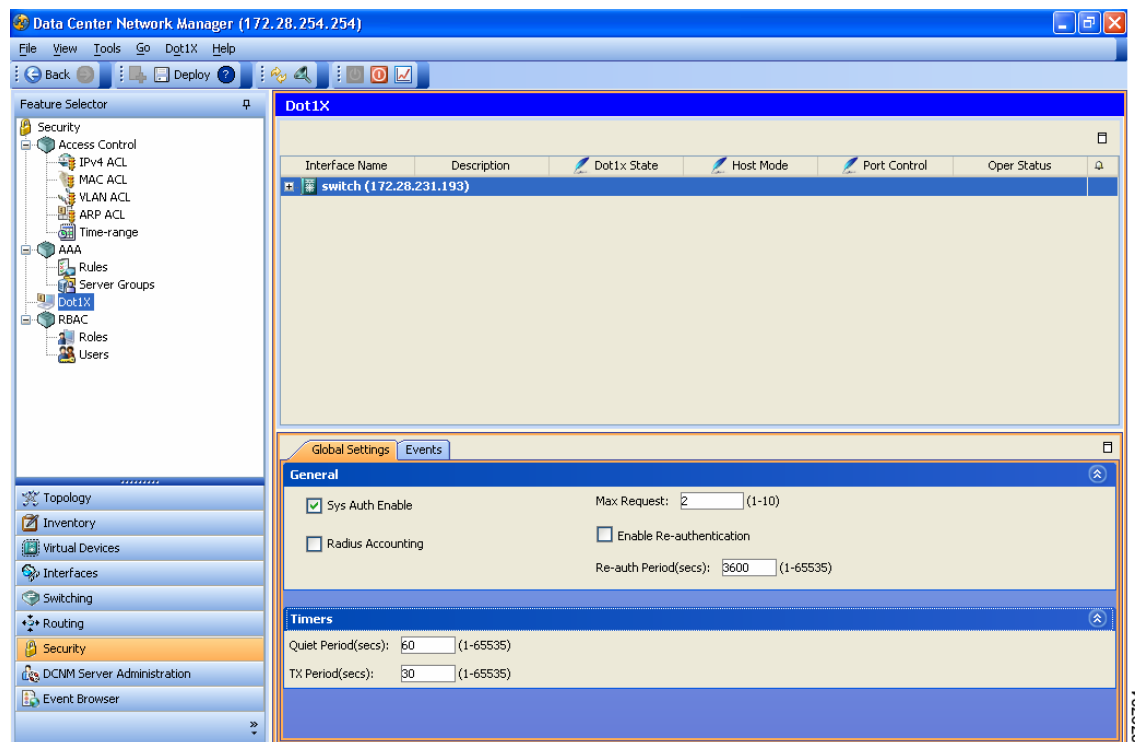 Data Center Network Manager (172.28.254.254)
File View Tools Go Dot1X Help
Back Deploy
Feature Selector
Security
Access Control
IPv4 ACL
MAC ACL
VLAN ACL
ARP ACL
Time-range
AAA
Rules
Server Groups
Dot1X
RBAC
Roles
Users
Topology
Inventory
Virtual Devices
Interfaces
Switching
Routing
Security
DCNM Server Administration
Event Browser
Dot1X
Interface Name Description Dot1x State Host Mode Port Control Oper Status
switch (172.28.231.193)
Global Settings Events
General
Sys Auth Enable Max Request: 2 (1-10)
Enable Re-authentication
Radius Accounting
Re-auth Period(secs): 3600 (1-65535)
Timers
Quiet Period(secs): 60 (1-65535)
TX Period(secs): 30 (1-65535)